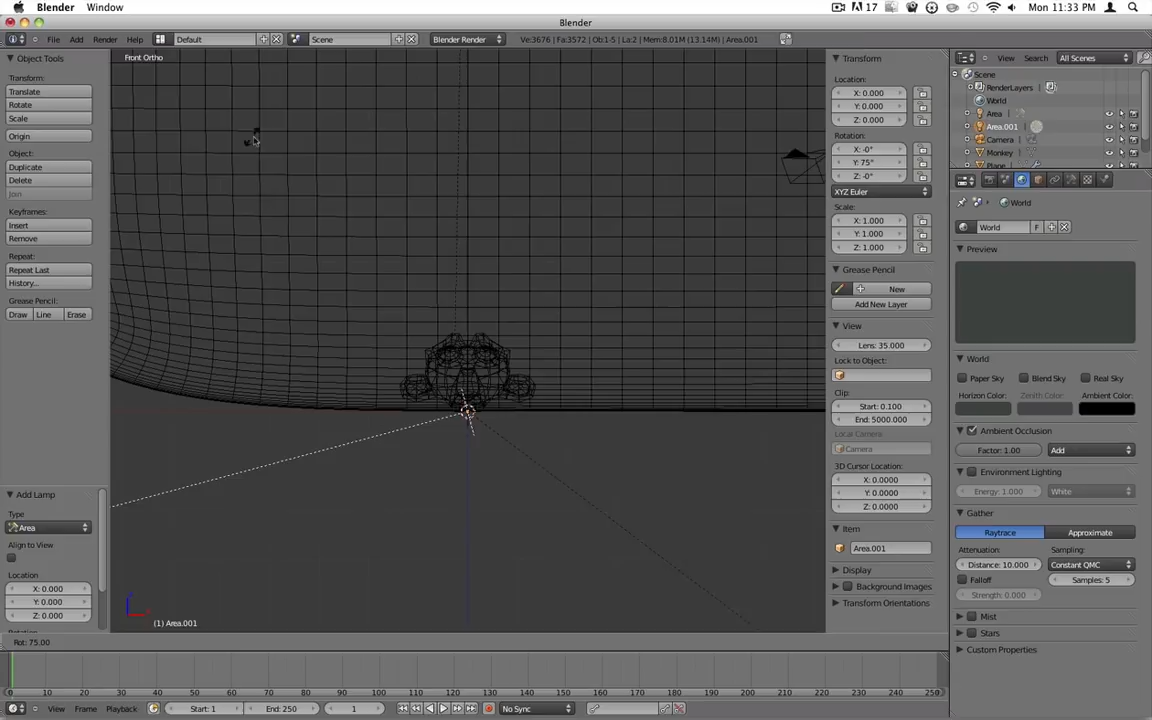 Blender Window A 17 Mon 11:33 PM
Blender
File Add Render Help Default Scene Blender Render Ve:3676 | Fa:3572 | Ob:1-5 | La:2 | Mem:8.01M (13.14M) | Area.001
Object Tools
Transform:
Translate
Rotate
Scale
Origin
Object:
Duplicate
Delete
Join
Keyframes:
Insert
Remove
Repeat:
Repeat Last
History...
Grease Pencil:
Draw Line Erase
Add Lamp
Type
Area
Align to View
Location
X: 0.000
Y: 0.000
Z: 0.000
Front Ortho
(1) Area.001
Rot: 75.00
Transform
Location:
X: 0.000
Y: 0.000
Z: 0.000
Rotation:
X: -0°
Y: 75°
Z: -0°
XYZ Euler
Scale:
X: 1.000
Y: 1.000
Z: 1.000
Grease Pencil
New
Add New Layer
View
Lens: 35.000
Lock to Object:
Clip:
Start: 0.100
End: 5000.000
Local Camera
Camera
3D Cursor Location:
X: 0.0000
Y: 0.0000
Z: 0.0000
Item
Area.001
Display
Background Images
Transform Orientations
View Search All Scenes
Scene
RenderLayers
World
Area
Area.001
Camera
Monkey
Plane
World
World F
Preview
World
Paper Sky Blend Sky Real Sky
Horizon Color Zenith Color Ambient Color
Ambient Occlusion
Factor: 1.00 Add
Environment Lighting
Energy: 1.000 White
Gather
Raytrace Approximate
Attenuation: Sampling:
Distance: 10.000 Constant QMC
Falloff Samples: 5
Strength: 0.000
Mist
Stars
Custom Properties
0 10 20 30 40 50 60 70 80 90 100 110 120 130 140 150 160 170 180 190 200 210 220 230 240 250
View Frame Playback Start: 1 End: 250 1 No Sync